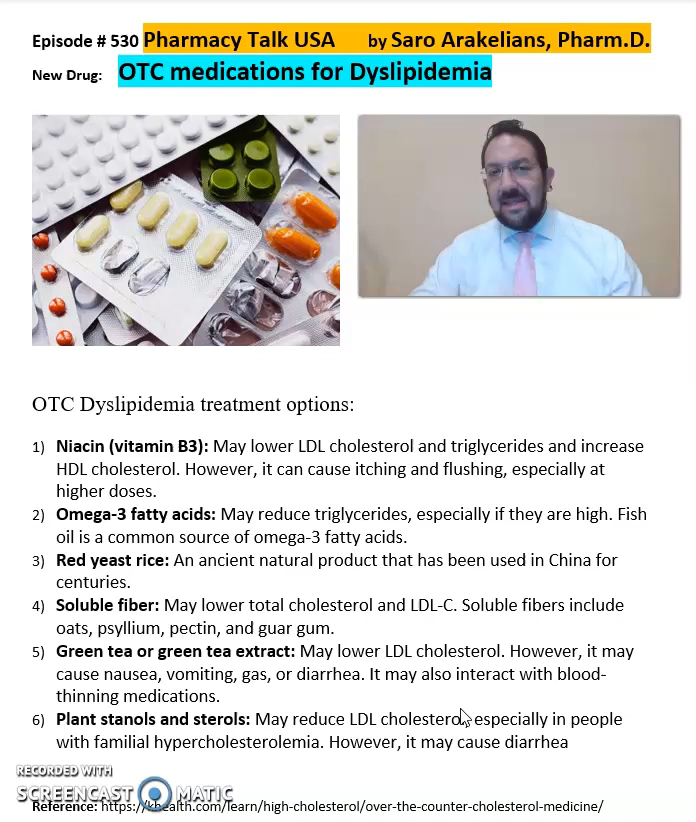 Episode # 530 Pharmacy Talk USA by Saro Arakelians, Pharm.D.
New Drug: OTC medications for Dyslipidemia
OTC Dyslipidemia treatment options:
1) Niacin (vitamin B3): May lower LDL cholesterol and triglycerides and increase
HDL cholesterol. However, it can cause itching and flushing, especially at
higher doses.
2) Omega-3 fatty acids: May reduce triglycerides, especially if they are high. Fish
oil is a common source of omega-3 fatty acids.
3) Red yeast rice: An ancient natural product that has been used in China for
centuries.
4) Soluble fiber: May lower total cholesterol and LDL-C. Soluble fibers include
oats, psyllium, pectin, and guar gum.
5) Green tea or green tea extract: May lower LDL cholesterol. However, it may
cause nausea, vomiting, gas, or diarrhea. It may also interact with blood-
thinning medications.
6) Plant stanols and sterols: May reduce LDL cholesterol, especially in people
with familial hypercholesterolemia. However, it may cause diarrhea
RECORDED WITH
SCREENCAST MATIC
Reference: https://khealth.com/learn/high-cholesterol/over-the-counter-cholesterol-medicine/